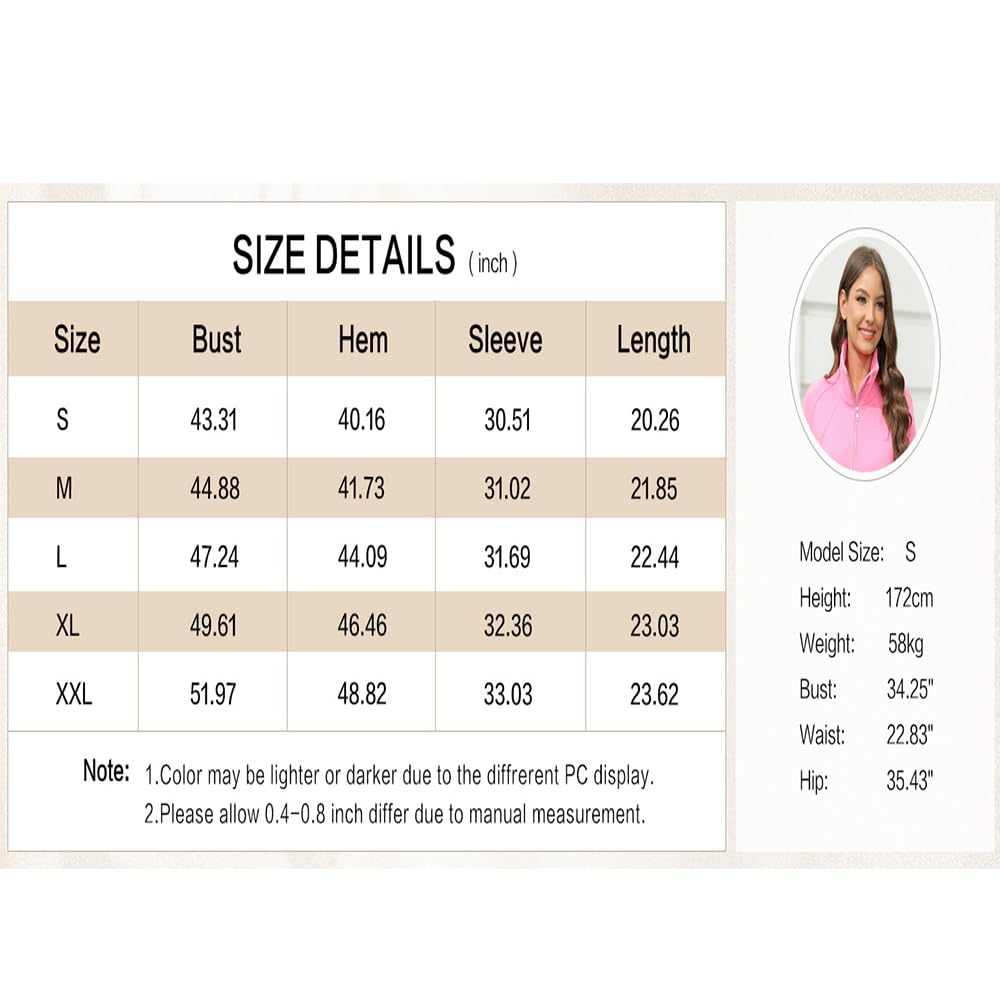 SIZE DETAILS ( inch )
Size Bust Hem Sleeve Length
S 43.31 40.16 30.51 20.26
M 44.88 41.73 31.02 21.85
L 47.24 44.09 31.69 22.44
XL 49.61 46.46 32.36 23.03
XXL 51.97 48.82 33.03 23.62
Note: 1.Color may be lighter or darker due to the diffrerent PC display.
2.Please allow 0.4-0.8 inch differ due to manual measurement.
Model Size: S
Height: 172cm
Weight: 58kg
Bust: 34.25"
Waist: 22.83"
Hip: 35.43"